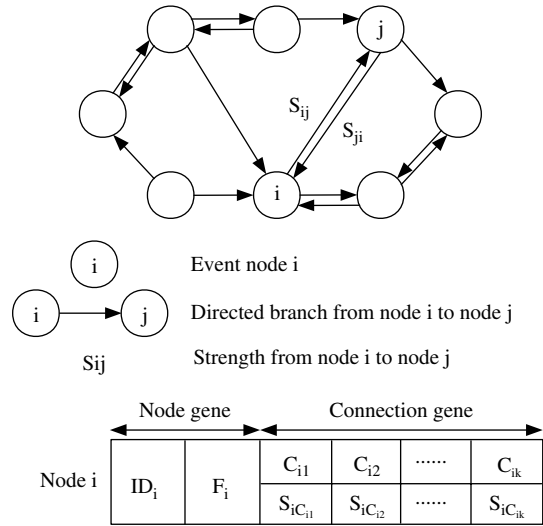 j
S_ij
S_ji
i
i Event node i
i j Directed branch from node i to node j
Sij Strength from node i to node j
Node gene Connection gene
Node i ID_i F_i C_i1 C_i2 ...... C_ik
S_iC_i1 S_iC_i2 ...... S_iC_ik